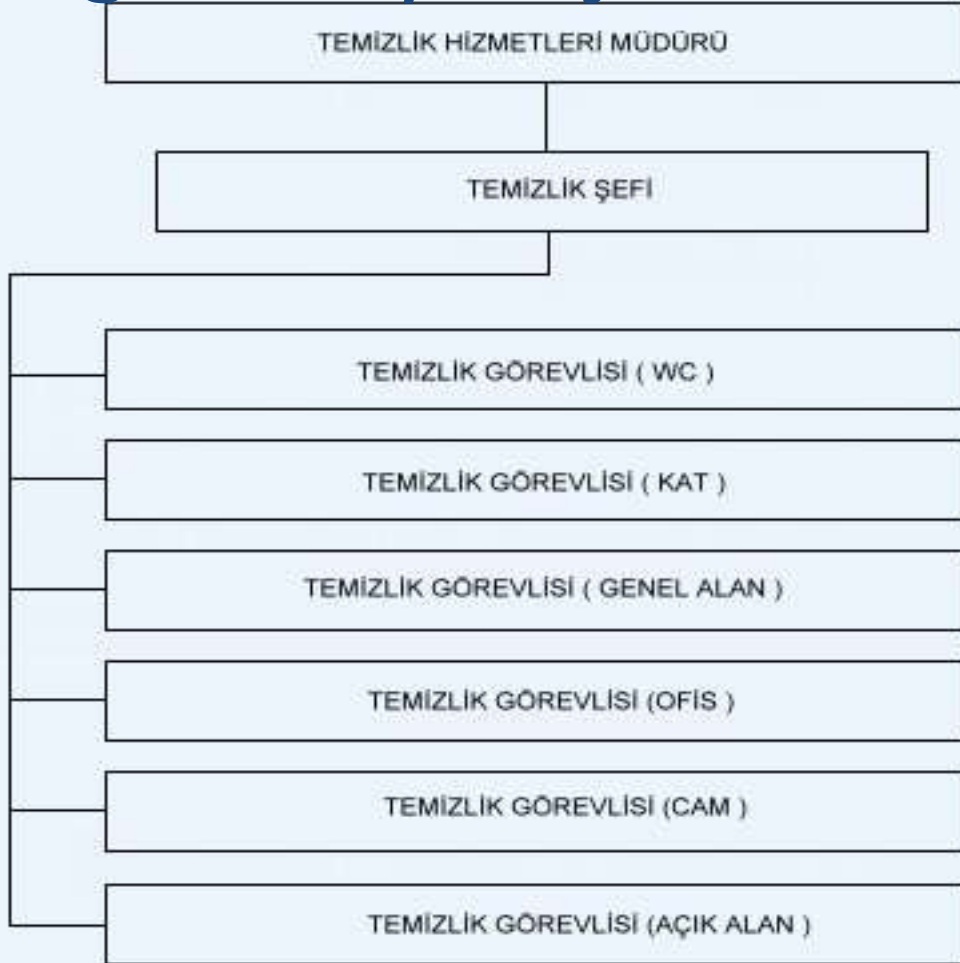 TEMİZLİK HİZMETLERİ MÜDÜRÜ
TEMİZLİK ŞEFİ
TEMİZLİK GÖREVLİSİ ( WC )
TEMİZLİK GÖREVLİSİ ( KAT )
TEMİZLİK GÖREVLİSİ ( GENEL ALAN )
TEMİZLİK GÖREVLİSİ (OFİS )
TEMİZLİK GÖREVLİSİ (CAM )
TEMİZLİK GÖREVLİSİ (AÇIK ALAN )